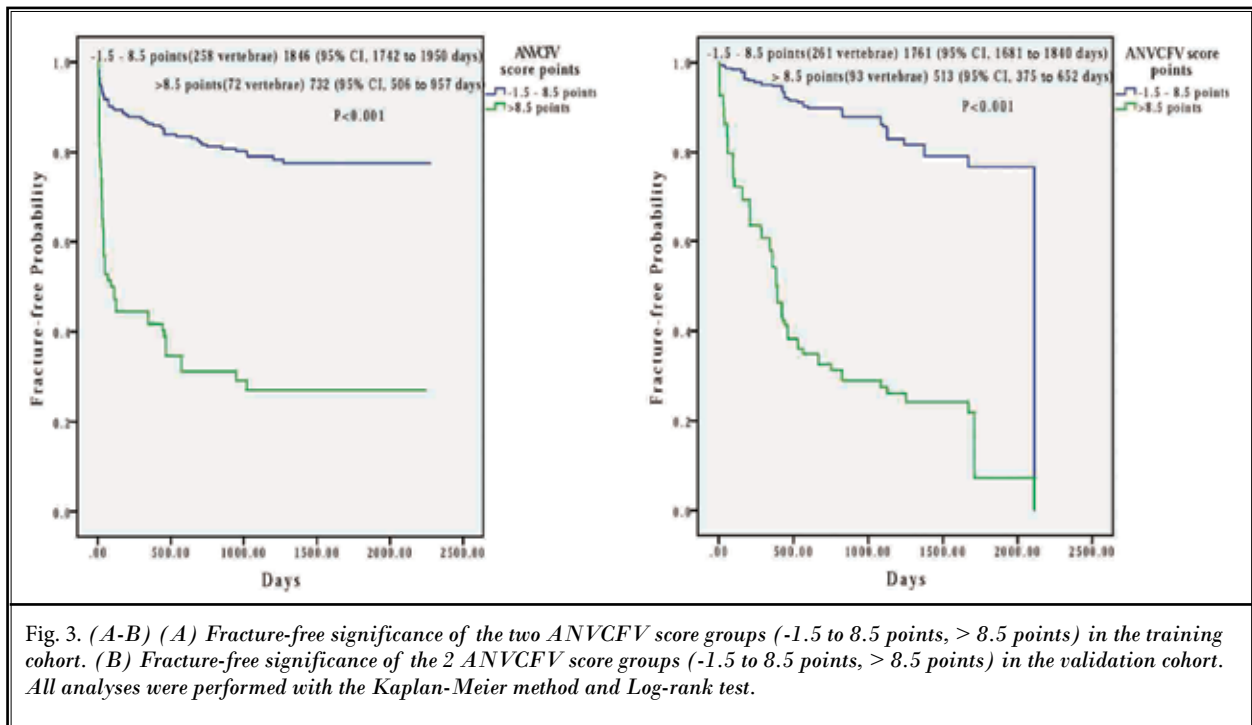 -1.5 - 8.5 points(258 vertebrae) 1846 (95% CI, 1742 to 1950 days)
>8.5 points(72 vertebrae) 732 (95% CI, 506 to 957 days)
P<0.001
ANVCFV
score points
-1.5 - 8.5 points
>8.5 points
Fracture-free Probability
1.0
0.8
0.6
0.4
0.2
0.0
.00 500.00 1000.00 1500.00 2000.00 2500.00
Days
-1.5 - 8.5 points(261 vertebrae) 1761 (95% CI, 1681 to 1840 days)
> 8.5 points(93 vertebrae) 513 (95% CI, 375 to 652 days)
P<0.001
ANVCFV score
points
-1.5 - 8.5 points
>8.5 points
Fracture-free Probability
1.0
0.8
0.6
0.4
0.2
0.0
.00 500.00 1000.00 1500.00 2000.00 2500.00
Days
Fig. 3. (A-B) (A) Fracture-free significance of the two ANVCFV score groups (-1.5 to 8.5 points, > 8.5 points) in the training
cohort. (B) Fracture-free significance of the 2 ANVCFV score groups (-1.5 to 8.5 points, > 8.5 points) in the validation cohort.
All analyses were performed with the Kaplan-Meier method and Log-rank test.